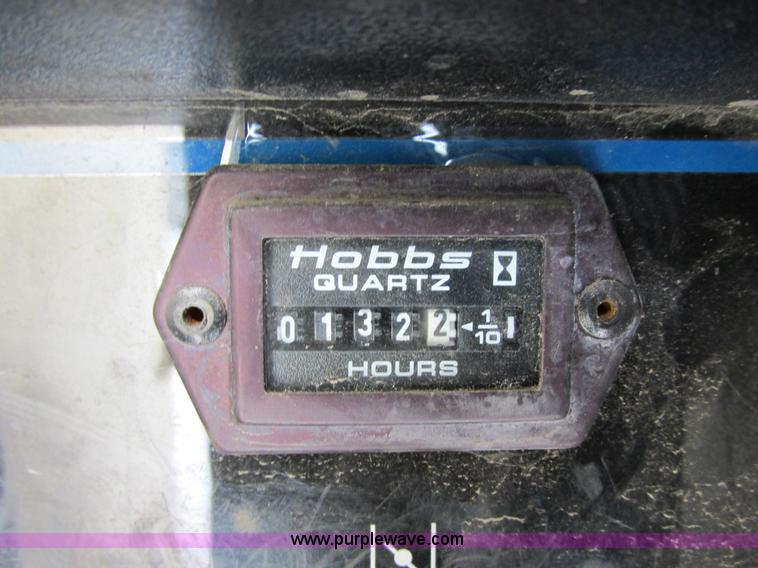 Hobbs
QUARTZ
0 1 3 2 2 ◄ 1/10
HOURS
www.purplewave.com